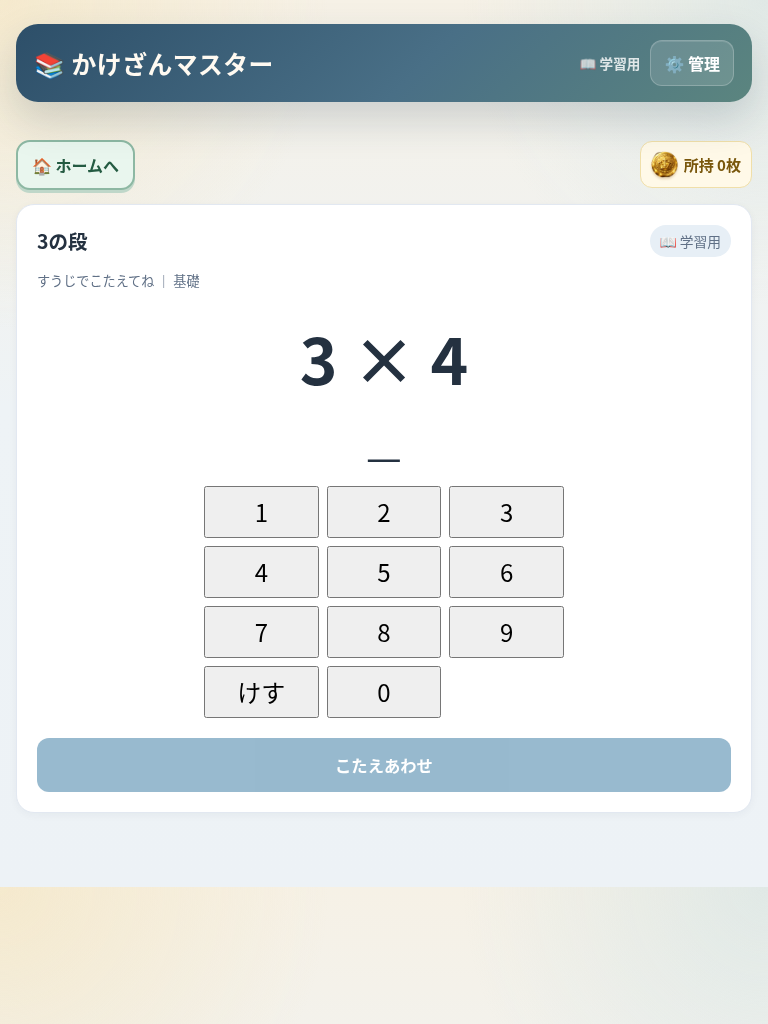 📚 かけざんマスター
📖 学習用
⚙️ 管理
🏠 ホームへ
所持 0枚
3の段
📖 学習用
すうじでこたえてね ｜ 基礎
3 × 4
—
1 2 3
4 5 6
7 8 9
けす 0
こたえあわせ